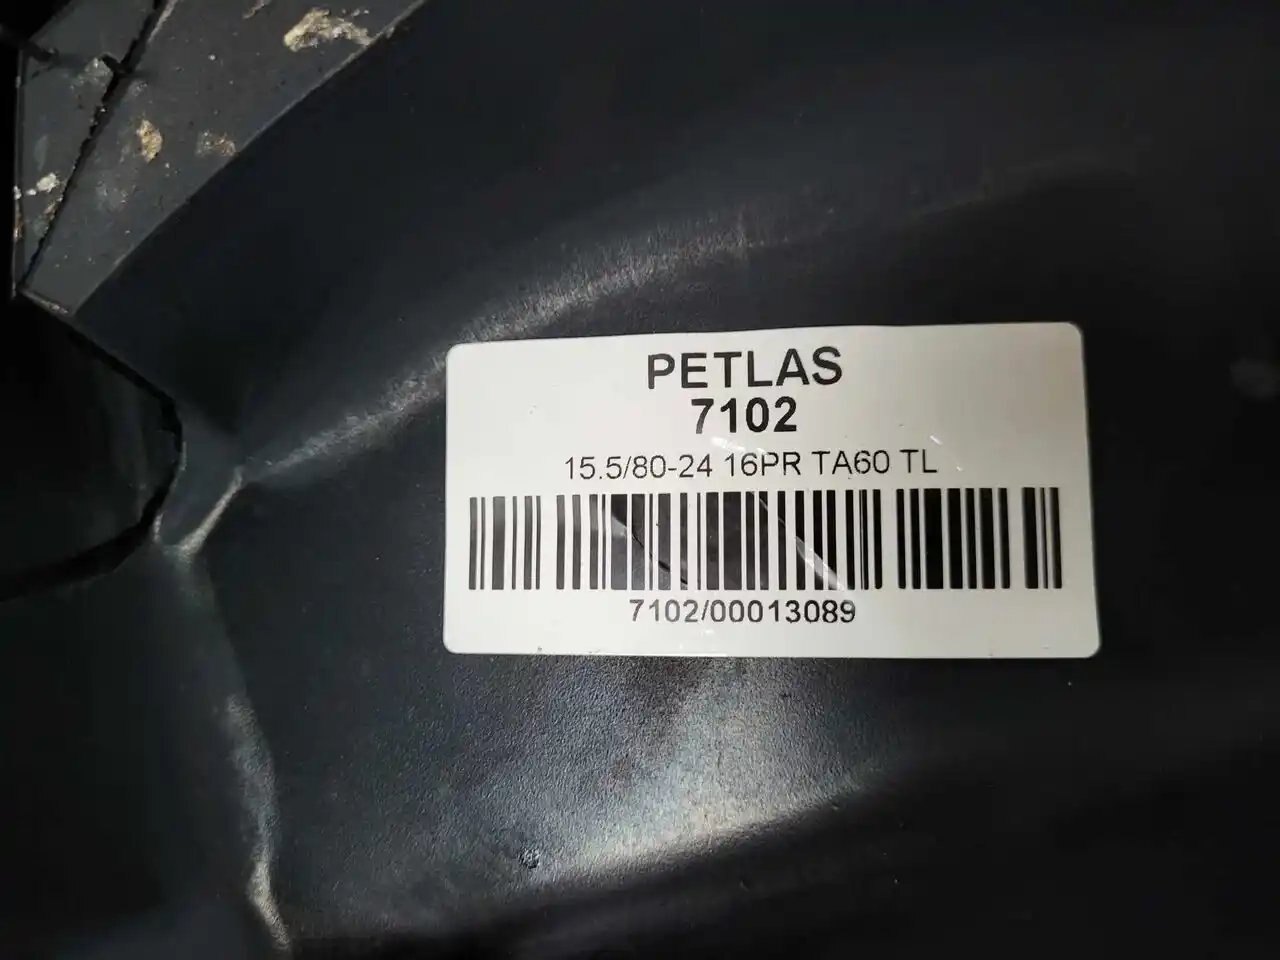 PETLAS
7102
15.5/80-24 16PR TA60 TL
7102/00013089